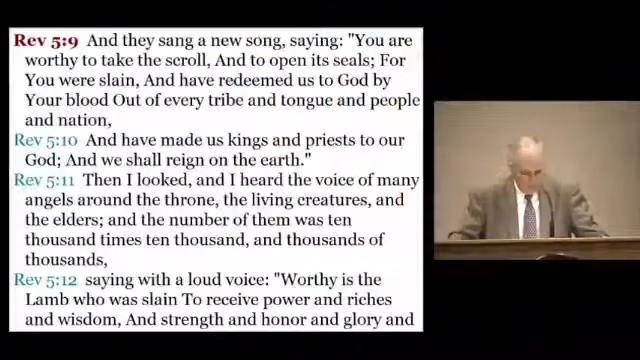 Rev 5:9 And they sang a new song, saying: "You are
worthy to take the scroll, And to open its seals; For
You were slain, And have redeemed us to God by
Your blood Out of every tribe and tongue and people
and nation,
Rev 5:10 And have made us kings and priests to our
God; And we shall reign on the earth."
Rev 5:11 Then I looked, and I heard the voice of many
angels around the throne, the living creatures, and
the elders; and the number of them was ten
thousand times ten thousand, and thousands of
thousands,
Rev 5:12 saying with a loud voice: "Worthy is the
Lamb who was slain To receive power and riches
and wisdom, And strength and honor and glory and